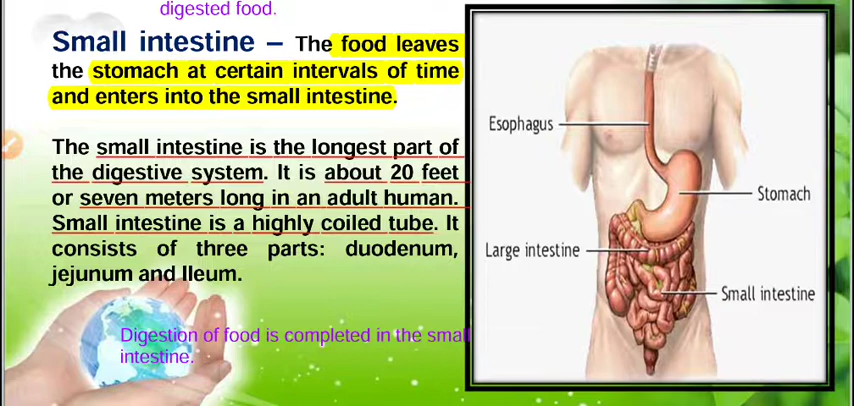 digested food.
Small intestine – The food leaves
the stomach at certain intervals of time
and enters into the small intestine.
The small intestine is the longest part of
the digestive system. It is about 20 feet
or seven meters long in an adult human.
Small intestine is a highly coiled tube. It
consists of three parts: duodenum,
jejunum and Ileum.
Digestion of food is completed in the small
intestine.
Esophagus
Stomach
Large intestine
Small intestine